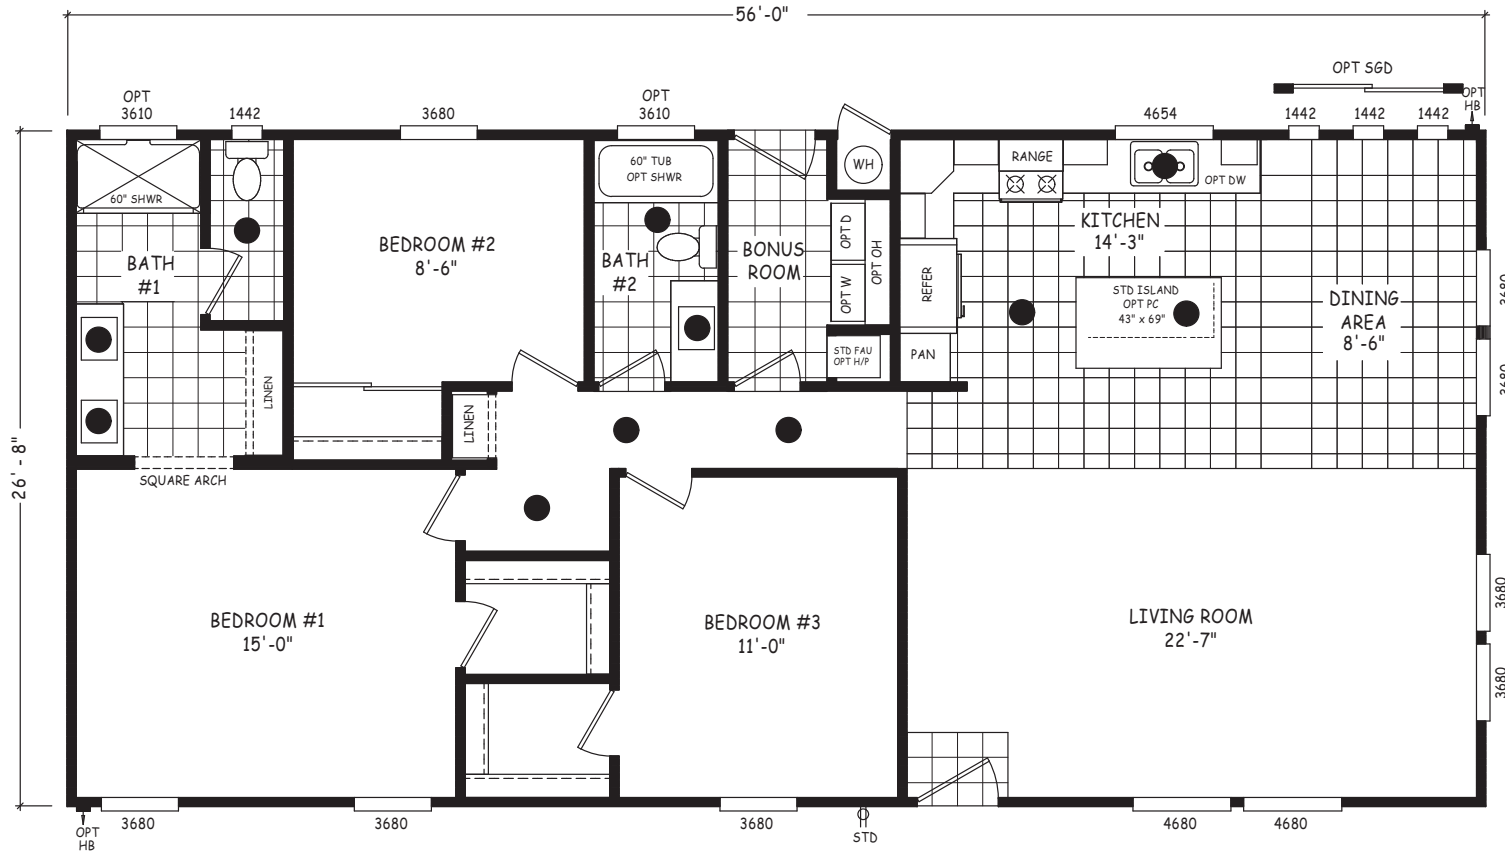 56'-0"
OPT SGD
OPT
3610
1442
3680
OPT
3610
4654
1442
1442
1442
OPT
HB
60" SHWR
60" TUB
OPT SHWR
WH
RANGE
OPT DW
BATH
#1
BEDROOM #2
8'-6"
BATH
#2
BONUS
ROOM
OPT D
OPT W
OPT OH
REFER
KITCHEN
14'-3"
STD ISLAND
OPT PC
43" x 69"
DINING
AREA
8'-6"
3680
3680
STD FAU
OPT H/P
PAN
LINEN
LINEN
SQUARE ARCH
26' - 8"
BEDROOM #1
15'-0"
BEDROOM #3
11'-0"
LIVING ROOM
22'-7"
3680
3680
OPT
HB
3680
3680
3680
STD
4680
4680